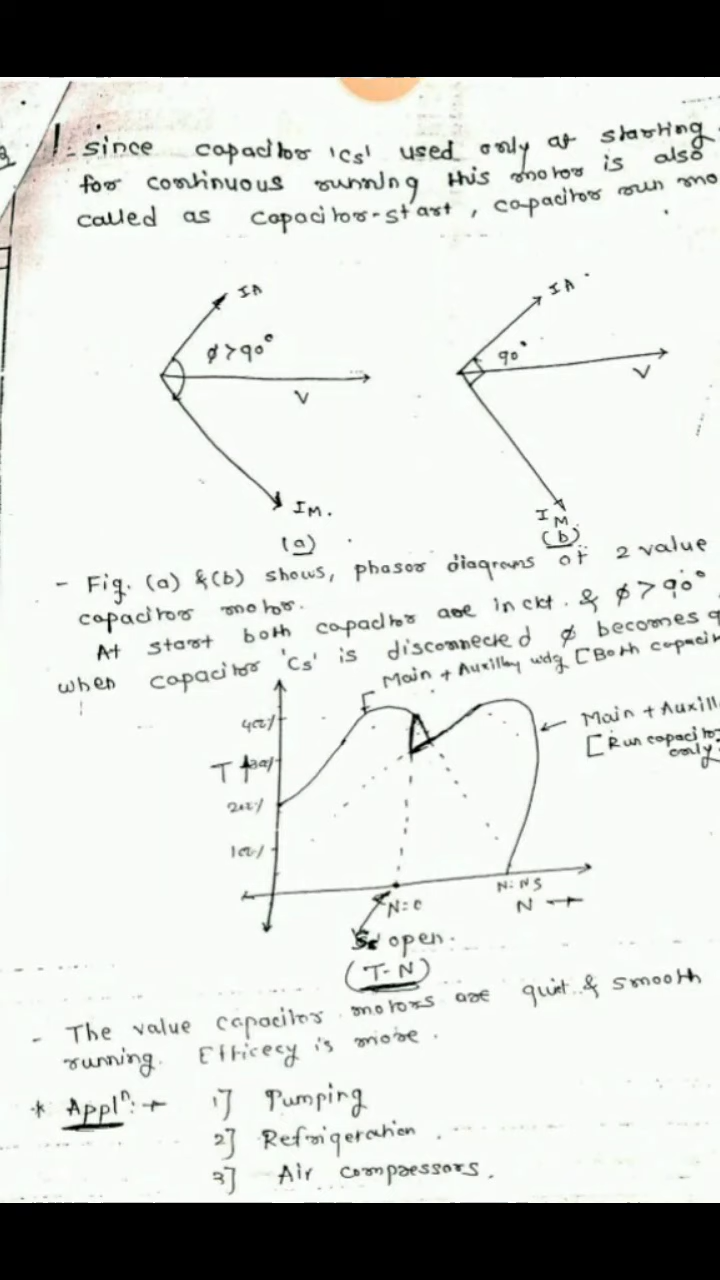 ! - since capacitor 'Cs' used only at starting
for continuous running this motor is also
called as capacitor-start, capacitor run mo
IA
φ>90°
V
IM.
(a)
IA
90°
V
IM
(b)
- Fig. (a) &(b) shows, phasor diagrams of 2 value
capacitor motor.
At start both capacitor are in ckt. & φ>90°
when capacitor 'Cs' is disconnected φ becomes 9
Main + Auxillay wdg [Both capaci
Main + Auxill
[Run capacito
only
T
400%
300%
200%
100%
N=0
N=NS
N →
open.
(T-N)
- The value capacitor motors are quit & smooth
running. Efficecy is more.
* Applⁿ:→ 1] Pumping
2] Refrigeration.
3] Air compressors.